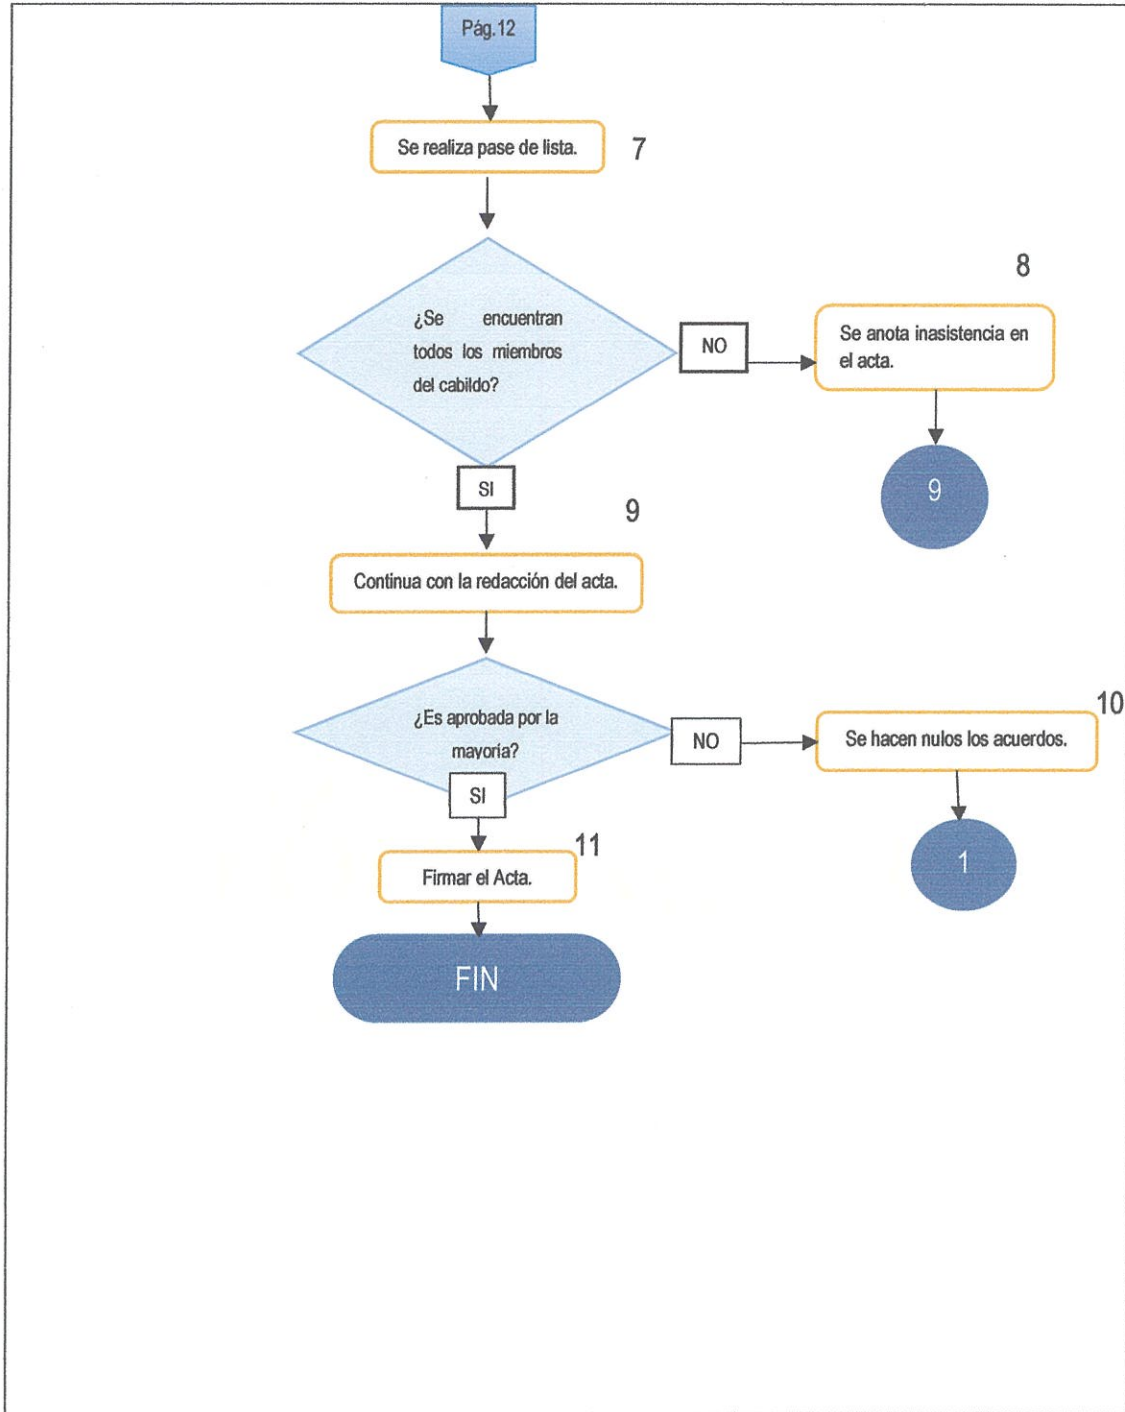 Pág.12
Se realiza pase de lista.
7
8
¿Se encuentran
todos los miembros
del cabildo?
NO
Se anota inasistencia en
el acta.
9
SI
9
Continua con la redacción del acta.
¿Es aprobada por la
mayoría?
NO
10
Se hacen nulos los acuerdos.
1
SI
11
Firmar el Acta.
FIN